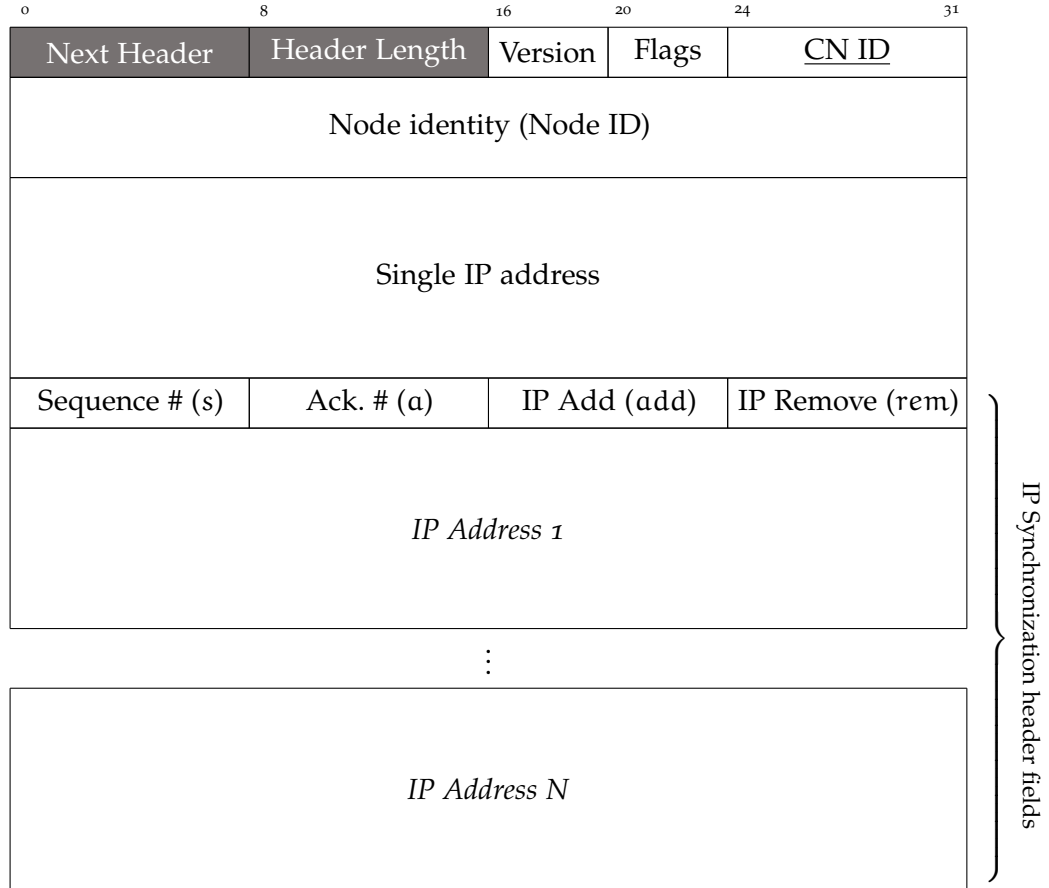 0 8 16 20 24 31
Next Header Header Length Version Flags CN ID
Node identity (Node ID)
Single IP address
Sequence # (s) Ack. # (a) IP Add (add) IP Remove (rem)
IP Address 1
⋮
IP Address N
IP Synchronization header fields